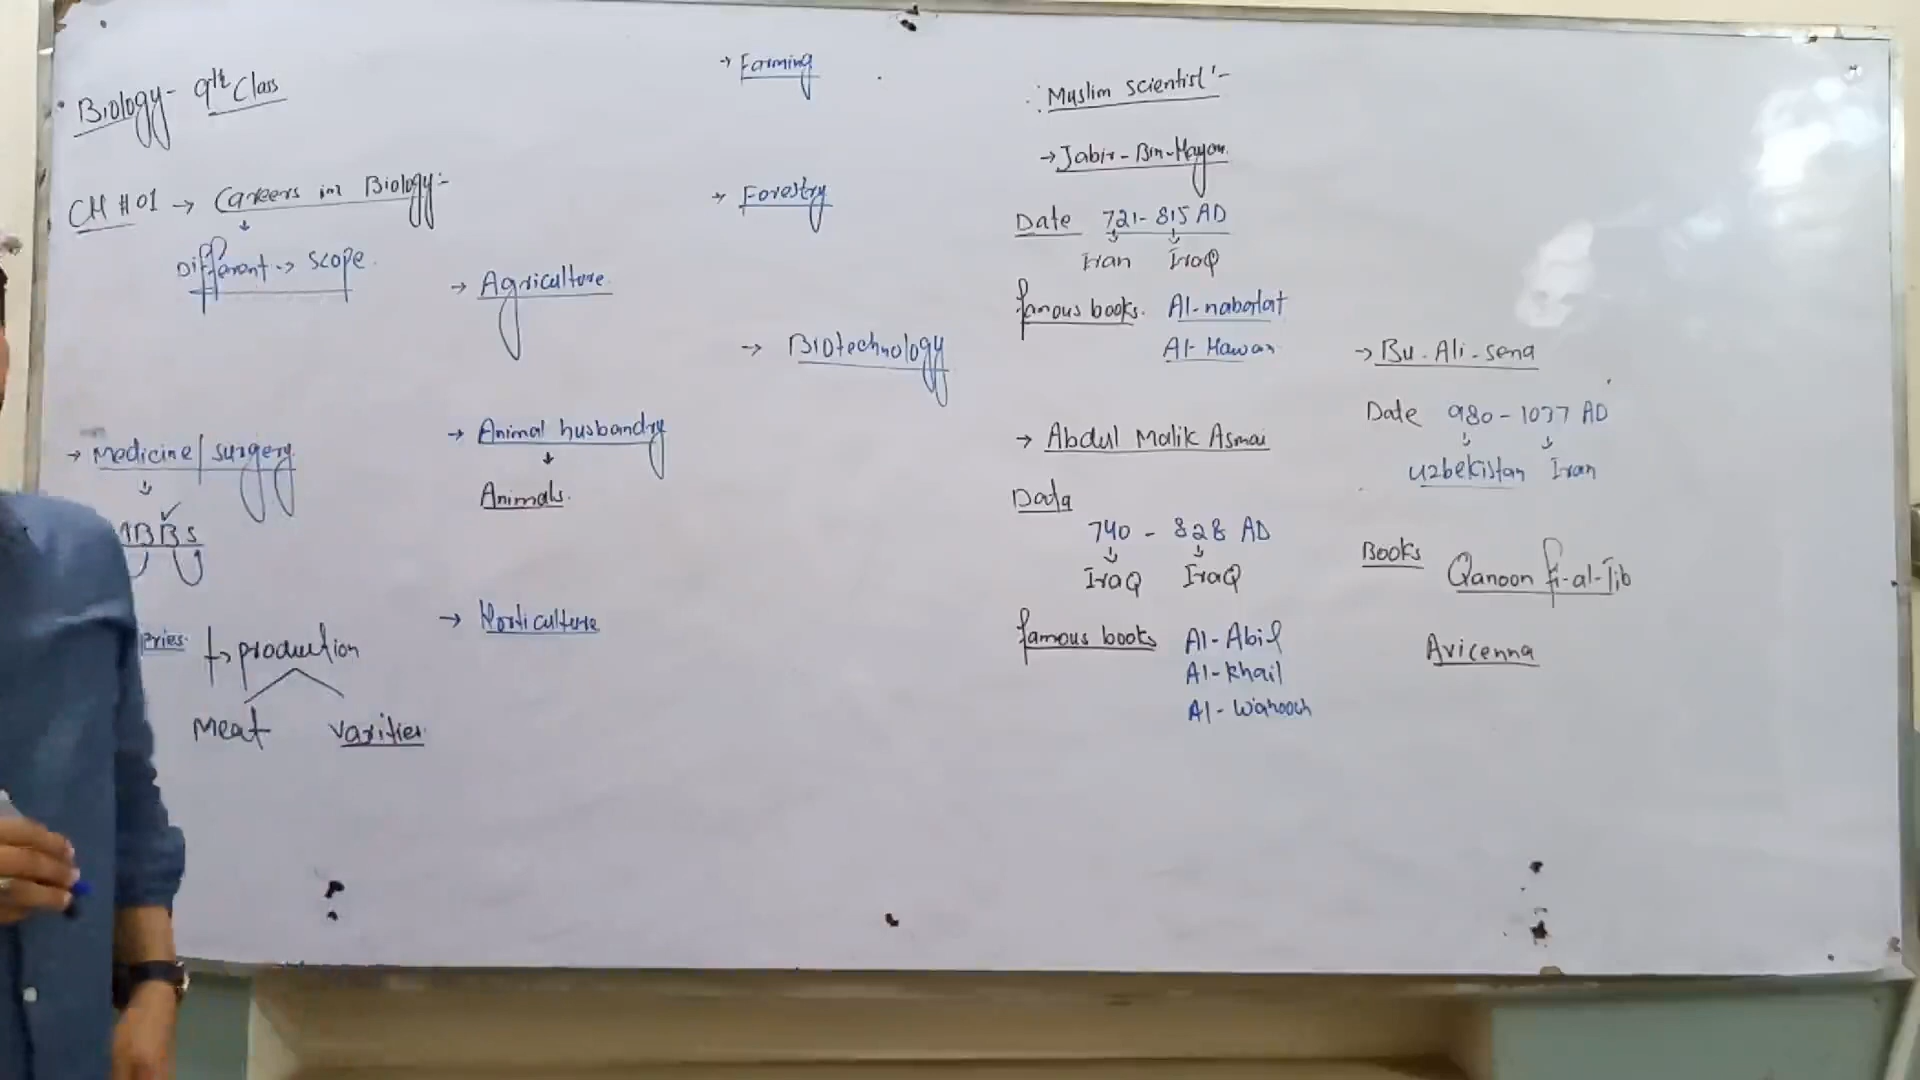 Biology- 9th Class
CH # 01 → Careers in Biology:-
Different → scope
→ Medicine/surgery
BBS
→ production
Meat varities
→ Agriculture
→ Animal husbandry
Animals.
→ Horticulture
→ Farming
→ Forestry
→ Biotechnology
Muslim scientist:-
→ Jabir-Bin-Hayan
Date 721-815 AD
Iran IraQ
famous books. Al-nabatat
Al-Hawan
→ Abdul Malik Asmai
Data
740 - 828 AD
IraQ IraQ
famous books Al-Abil
Al-khail
Al-Wahoosh
→ Bu-Ali-sena
Date 980-1037 AD
Uzbekistan Iran
Books Qanoon fi-al-Tib
Avicenna